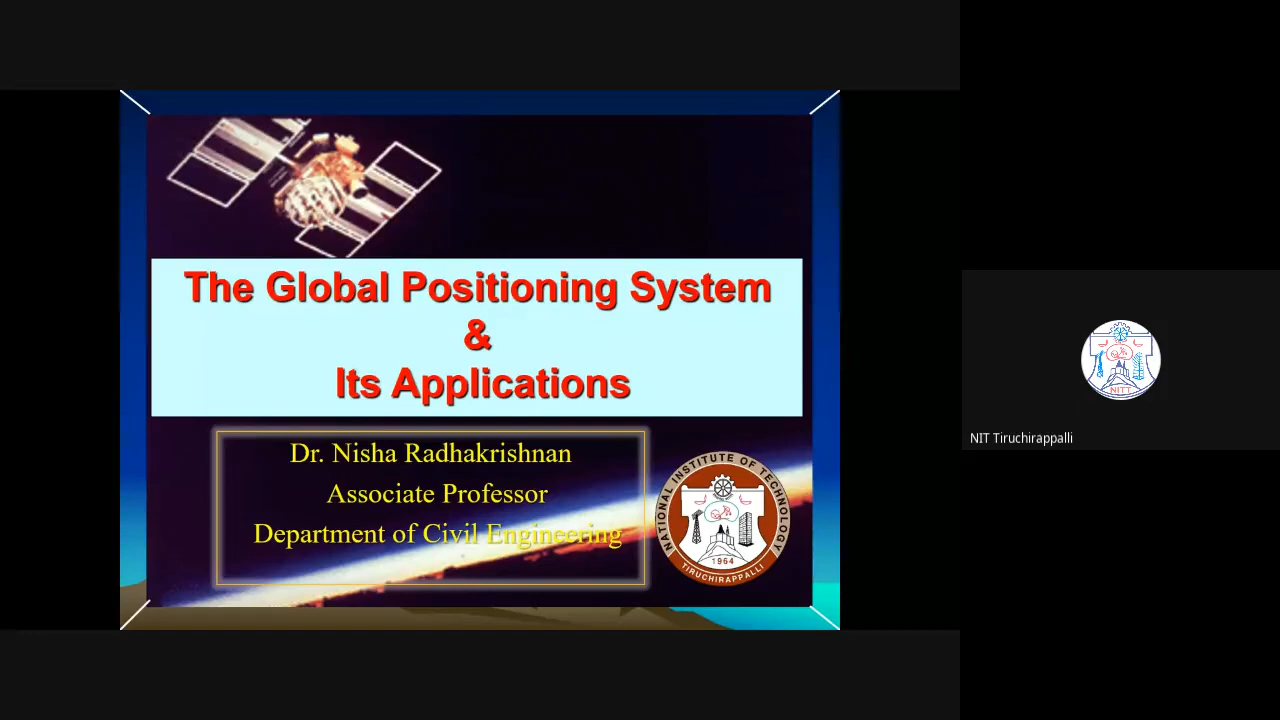 The Global Positioning System
&
Its Applications
Dr. Nisha Radhakrishnan
Associate Professor
Department of Civil Engineering
NATIONAL INSTITUTE OF TECHNOLOGY
1964
TIRUCHIRAPPALLI
NITT
NIT Tiruchirappalli